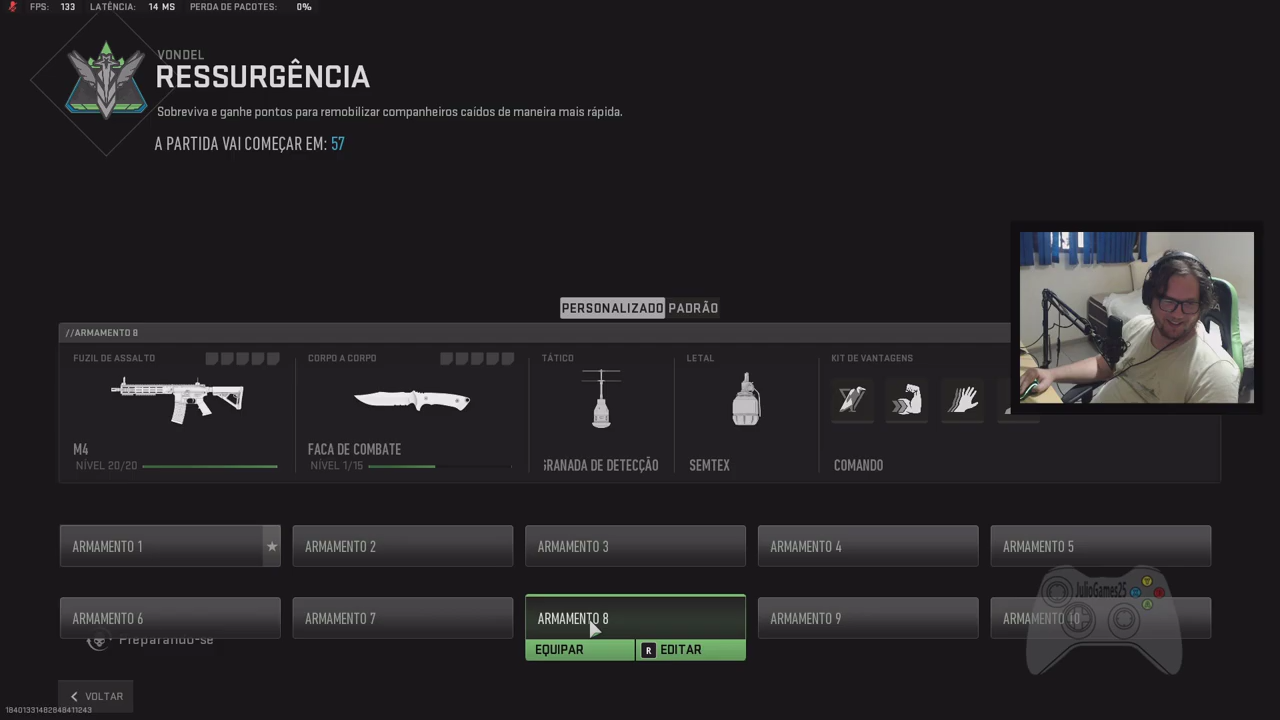 FPS: 133 LATÊNCIA: 14 MS PERDA DE PACOTES: 0%
VONDEL
RESSURGÊNCIA
Sobreviva e ganhe pontos para remobilizar companheiros caídos de maneira mais rápida.
A PARTIDA VAI COMEÇAR EM: 57
PERSONALIZADO PADRÃO
//ARMAMENTO 8
FUZIL DE ASSALTO CORPO A CORPO TÁTICO LETAL KIT DE VANTAGENS
M4 FACA DE COMBATE GRANADA DE DETECÇÃO SEMTEX COMANDO
NÍVEL 20/20 NÍVEL 1/15
ARMAMENTO 1 ARMAMENTO 2 ARMAMENTO 3 ARMAMENTO 4 ARMAMENTO 5
JulioGames25
ARMAMENTO 6 ARMAMENTO 7 ARMAMENTO 8 ARMAMENTO 9 ARMAMENTO 10
Preparando-se
EQUIPAR R EDITAR
VOLTAR
18401331482848411243